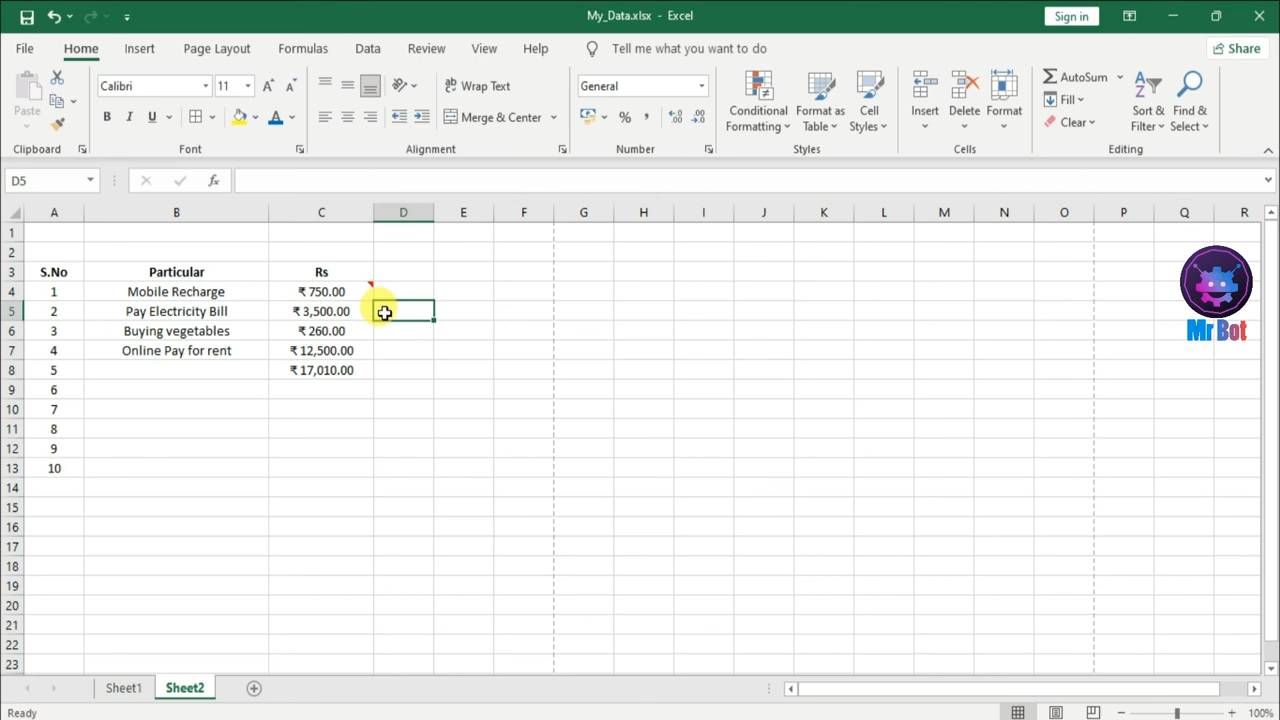 My_Data.xlsx - Excel
Sign in
File Home Insert Page Layout Formulas Data Review View Help Tell me what you want to do Share
Paste
Calibri 11
B I U
Wrap Text
Merge & Center
General
% ,
Conditional Formatting
Format as Table
Cell Styles
Insert
Delete
Format
AutoSum
Fill
Clear
Sort & Filter
Find & Select
Clipboard Font Alignment Number Styles Cells Editing
D5 fx
A B C D E F G H I J K L M N O P Q R
1
2
3 S.No Particular Rs
4 1 Mobile Recharge ₹ 750.00
5 2 Pay Electricity Bill ₹ 3,500.00
6 3 Buying vegetables ₹ 260.00
7 4 Online Pay for rent ₹ 12,500.00
8 5 ₹ 17,010.00
9 6
10 7
11 8
12 9
13 10
14
15
16
17
18
19
20
21
22
23
Mr Bot
Sheet1 Sheet2
Ready 100%